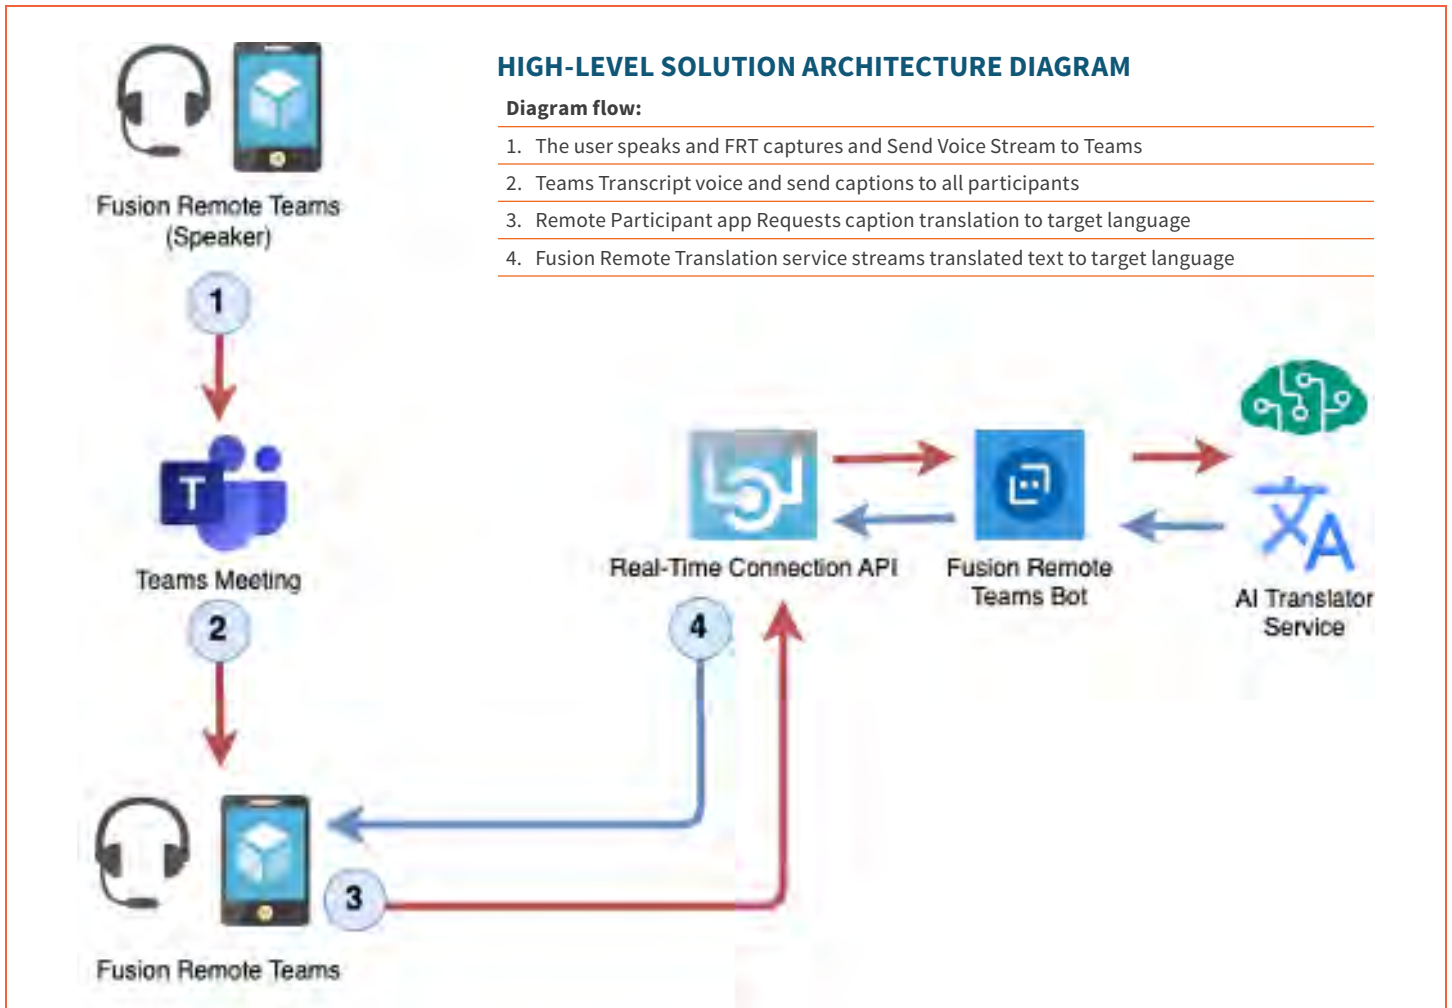 HIGH-LEVEL SOLUTION ARCHITECTURE DIAGRAM
Diagram flow:
1. The user speaks and FRT captures and Send Voice Stream to Teams
2. Teams Transcript voice and send captions to all participants
3. Remote Participant app Requests caption translation to target language
4. Fusion Remote Translation service streams translated text to target language
Fusion Remote Teams
(Speaker)
1
T
Teams Meeting
2
Fusion Remote Teams
3
4
Real-Time Connection API
Fusion Remote
Teams Bot
文A
AI Translator
Service